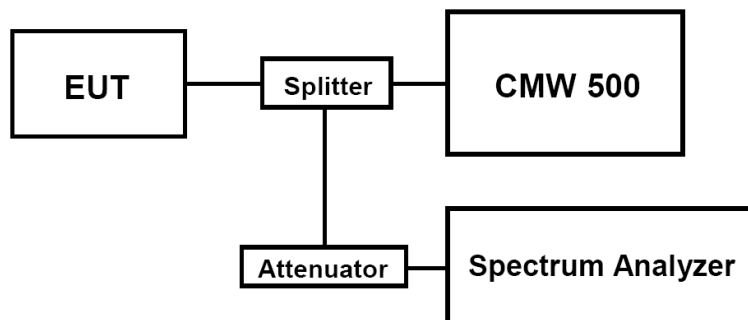 EUT
Splitter
CMW 500
Attenuator
Spectrum Analyzer